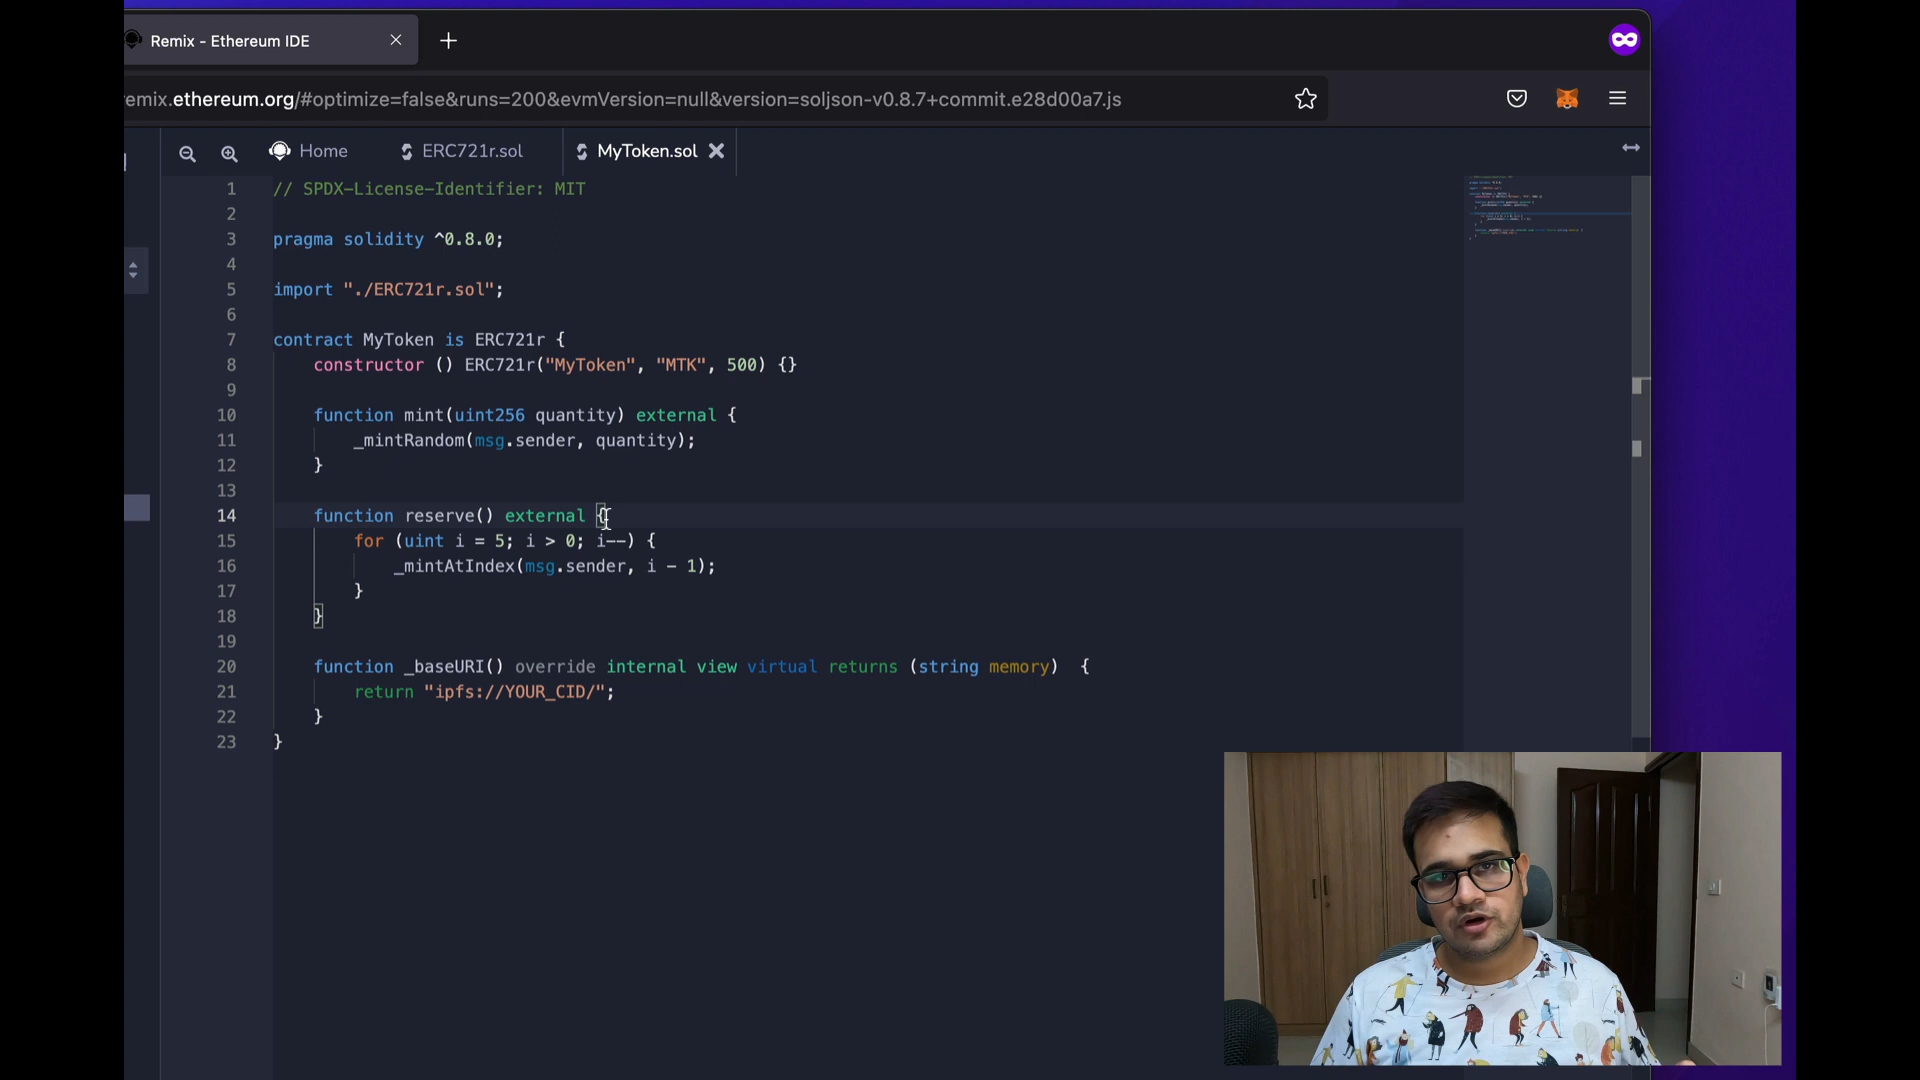 Remix - Ethereum IDE
emix.ethereum.org/#optimize=false&runs=200&evmVersion=null&version=soljson-v0.8.7+commit.e28d00a7.js
Home
ERC721r.sol
MyToken.sol
1 // SPDX-License-Identifier: MIT
2
3 pragma solidity ^0.8.0;
4
5 import "./ERC721r.sol";
6
7 contract MyToken is ERC721r {
8 constructor () ERC721r("MyToken", "MTK", 500) {}
9
10 function mint(uint256 quantity) external {
11 _mintRandom(msg.sender, quantity);
12 }
13
14 function reserve() external {
15 for (uint i = 5; i > 0; i--) {
16 _mintAtIndex(msg.sender, i - 1);
17 }
18 }
19
20 function _baseURI() override internal view virtual returns (string memory) {
21 return "ipfs://YOUR_CID/";
22 }
23 }